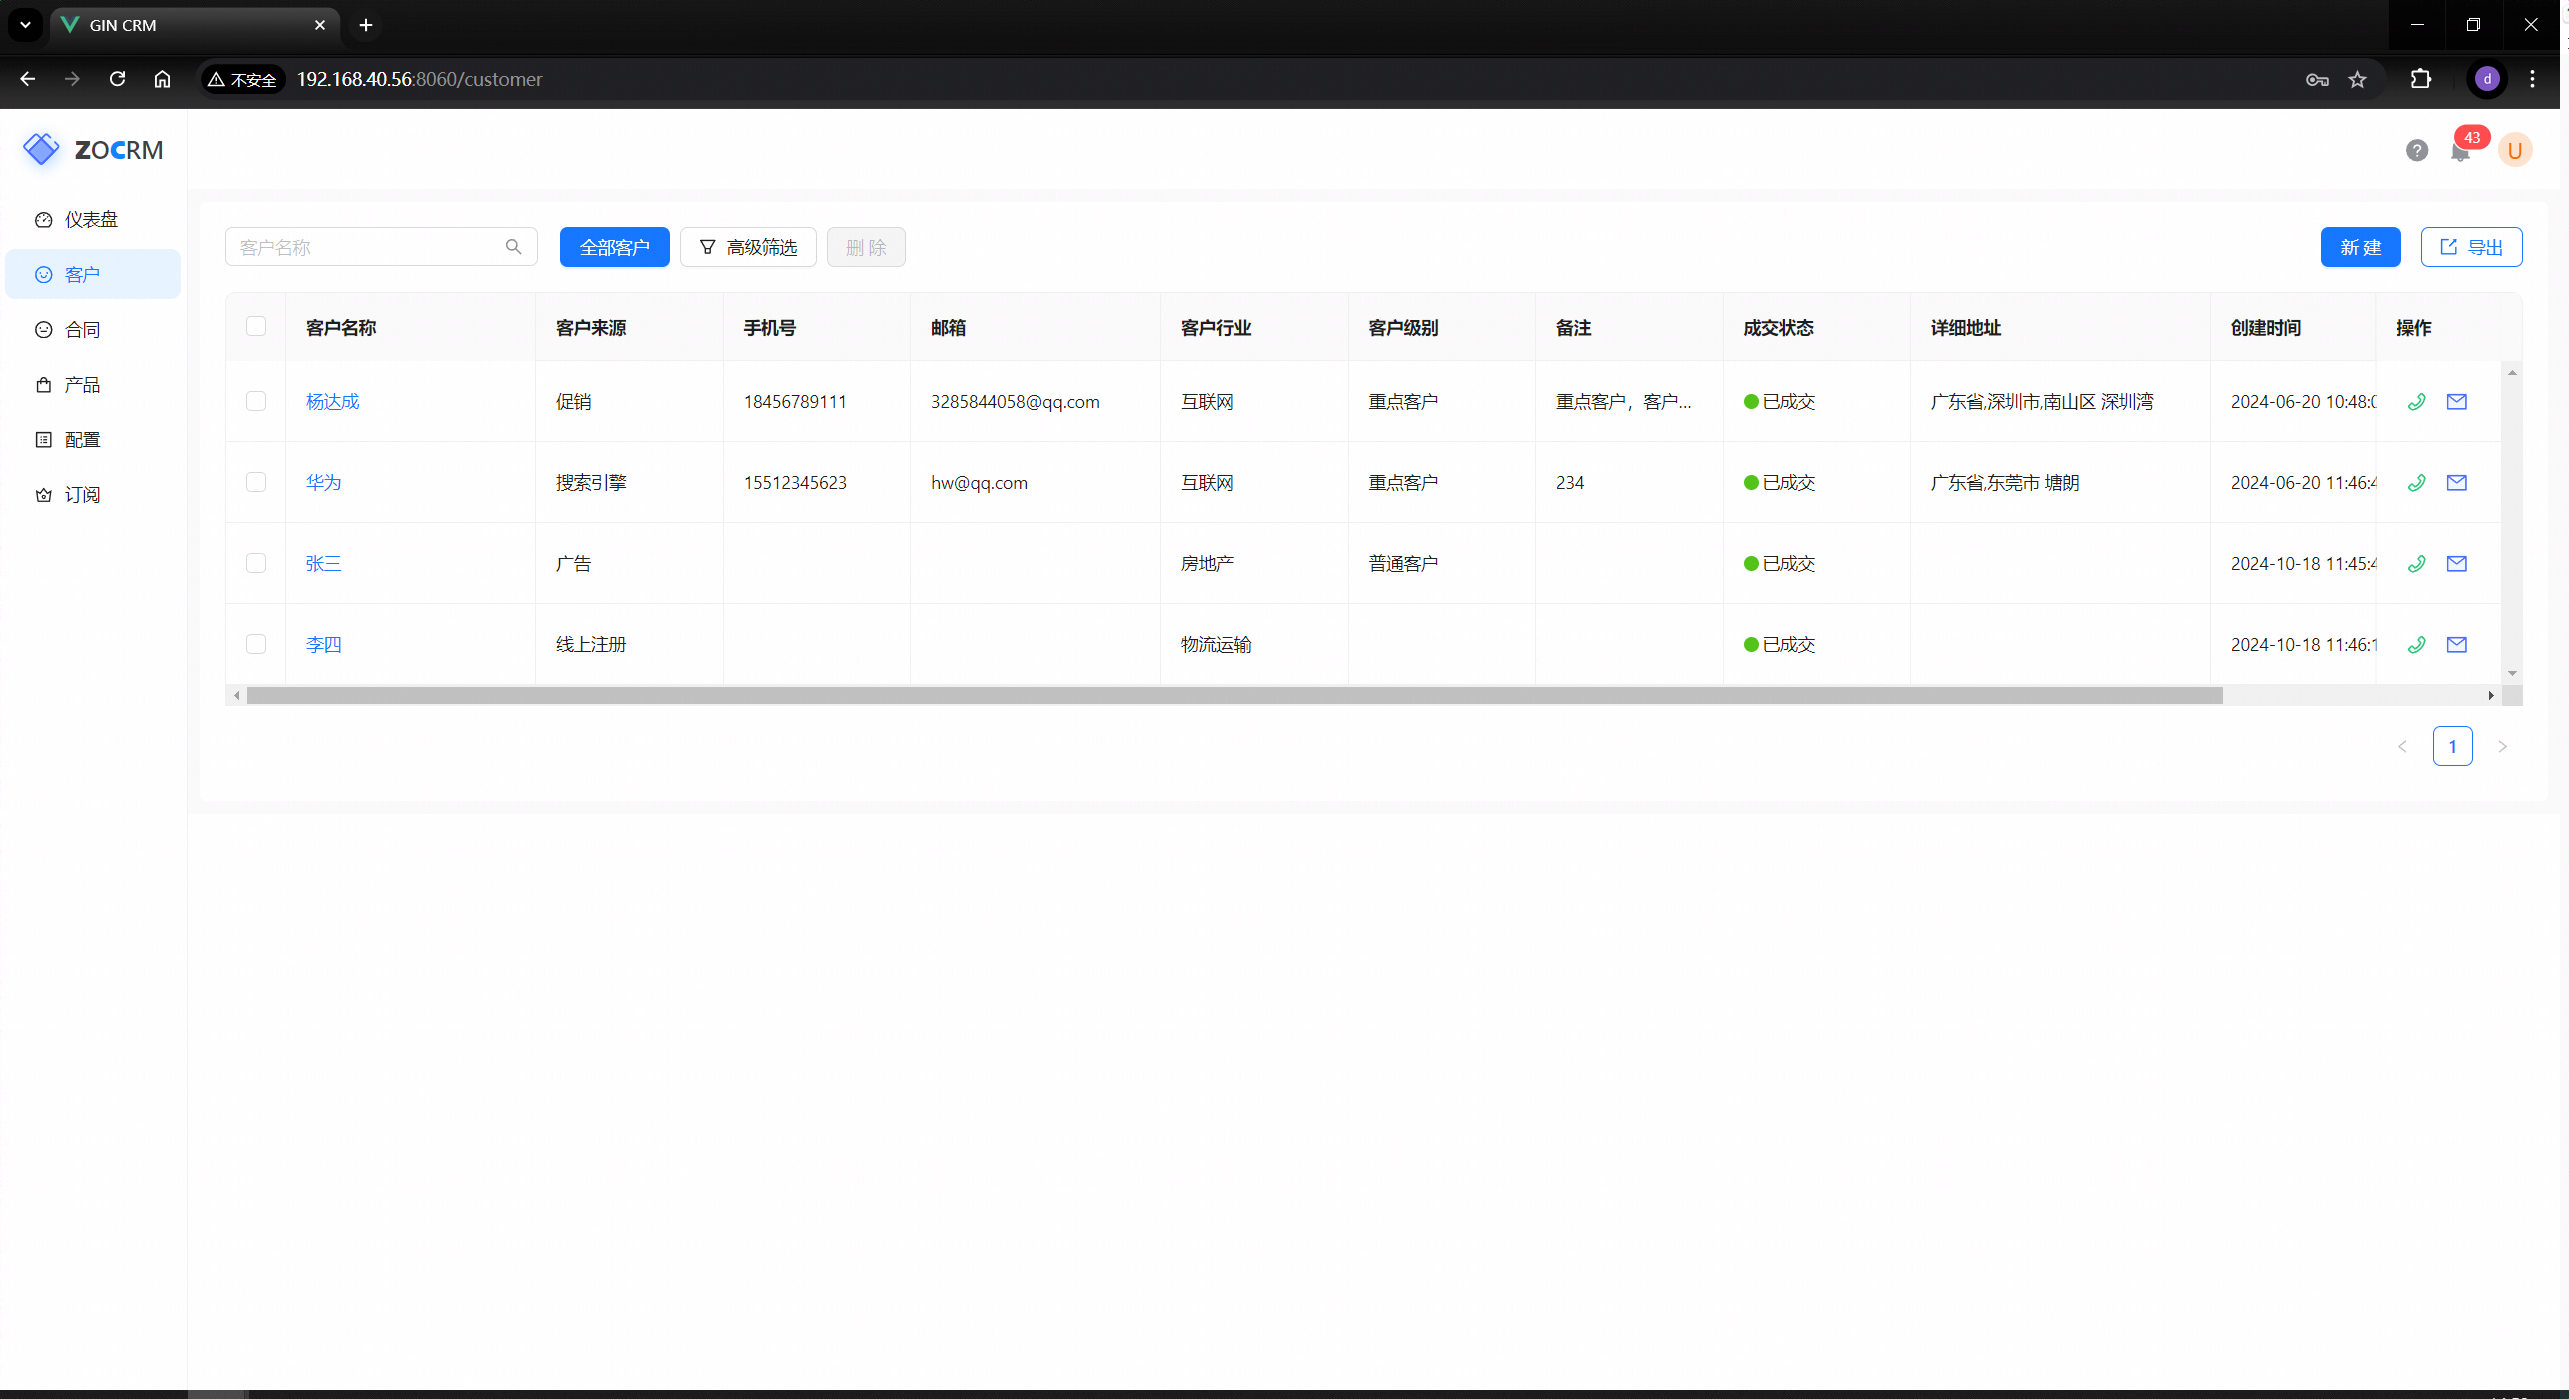 GIN CRM
不安全 192.168.40.56:8060/customer
d
ZOCRM
? 43 U
仪表盘
客户
合同
产品
配置
订阅
客户名称 全部客户 高级筛选 删 除 新 建 导出
客户名称 客户来源 手机号 邮箱 客户行业 客户级别 备注 成交状态 详细地址 创建时间 操作
杨达成 促销 18456789111 3285844058@qq.com 互联网 重点客户 重点客户，客户... 已成交 广东省,深圳市,南山区 深圳湾 2024-06-20 10:48:0
华为 搜索引擎 15512345623 hw@qq.com 互联网 重点客户 234 已成交 广东省,东莞市 塘朗 2024-06-20 11:46:4
张三 广告 房地产 普通客户 已成交 2024-10-18 11:45:4
李四 线上注册 物流运输 已成交 2024-10-18 11:46:1
1